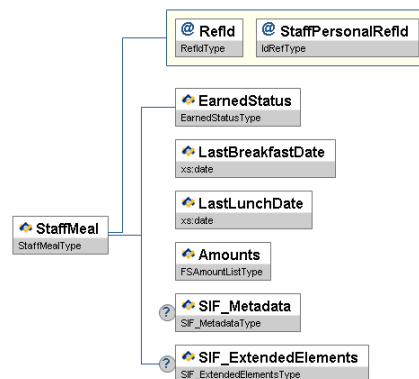 @ RefId
RefIdType
@ StaffPersonalRefId
IdRefType
EarnedStatus
EarnedStatusType
LastBreakfastDate
xs:date
LastLunchDate
xs:date
StaffMeal
StaffMealType
Amounts
FSAmountListType
? SIF_Metadata
SIF_MetadataType
? SIF_ExtendedElements
SIF_ExtendedElementsType